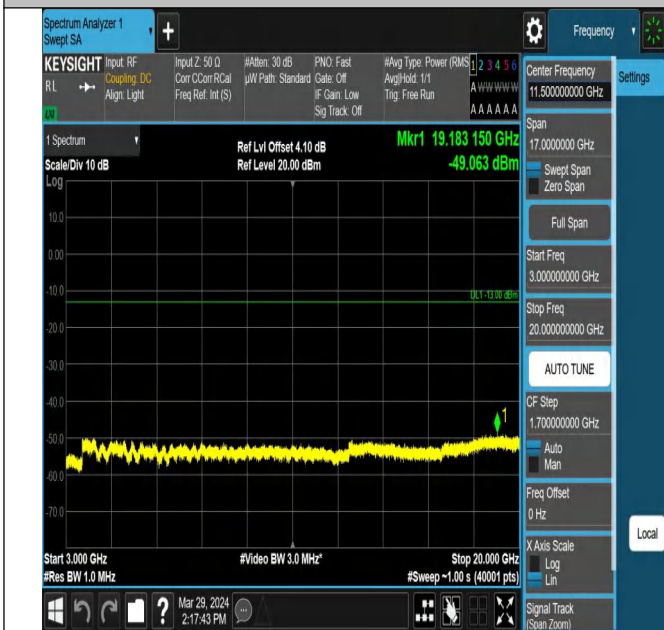 Spectrum Analyzer 1
Swept SA
Frequency
KEYSIGHT
RL
Input: RF
Coupling: DC
Align: Light
Input Z: 50 Ω
Corr CCorr RCal
Freq Ref: Int (S)
#Atten: 30 dB
µW Path: Standard
PNO: Fast
Gate: Off
IF Gain: Low
Sig Track: Off
#Avg Type: Power (RMS
Avg|Hold: 1/1
Trig: Free Run
1 2 3 4 5 6
A W W W W W
A A A A A A
1 Spectrum
Scale/Div 10 dB
Log
Ref Lvl Offset 4.10 dB
Ref Level 20.00 dBm
Mkr1 19.183 150 GHz
-49.063 dBm
10.0
0.00
-10.0
-20.0
-30.0
-40.0
-50.0
-60.0
-70.0
DL1 -13.00 dBm
1
Start 3.000 GHz
#Res BW 1.0 MHz
#Video BW 3.0 MHz*
Stop 20.000 GHz
#Sweep ~1.00 s (40001 pts)
Mar 29, 2024
2:17:43 PM
Center Frequency
11.500000000 GHz
Span
17.0000000 GHz
Swept Span
Zero Span
Full Span
Start Freq
3.000000000 GHz
Stop Freq
20.000000000 GHz
AUTO TUNE
CF Step
1.700000000 GHz
Auto
Man
Freq Offset
0 Hz
X Axis Scale
Log
Lin
Signal Track
(Span Zoom)
Settings
Local